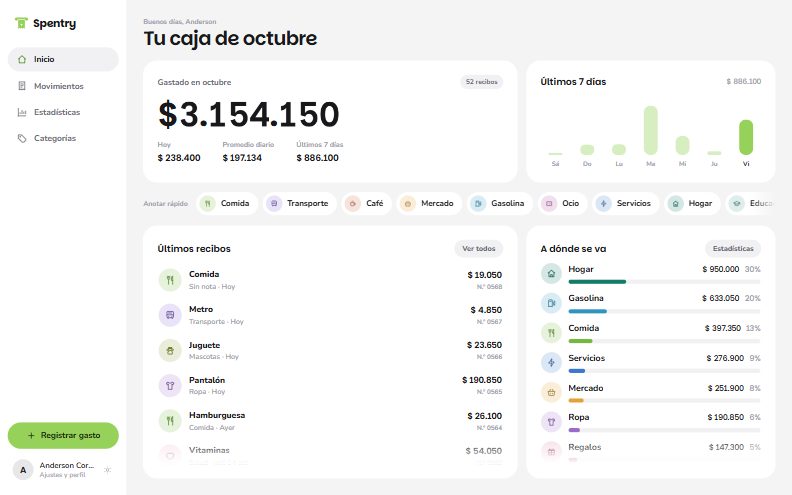 Spentry
Inicio
Movimientos
Estadísticas
Categorías
+ Registrar gasto
A
Anderson Cor...
Ajustes y perfil
Buenos días, Anderson
Tu caja de octubre
Gastado en octubre
52 recibos
$3.154.150
Hoy Promedio diario Últimos 7 días
$ 238.400 $ 197.134 $ 886.100
Últimos 7 días
$ 886.100
Sá Do Lu Ma Mi Ju Vi
Anotar rápido Comida Transporte Café Mercado Gasolina Ocio Servicios Hogar Educa
Últimos recibos
Ver todos
Comida $ 19.050
Sin nota · Hoy N.º 0568
Metro $ 4.850
Transporte · Hoy N.º 0567
Juguete $ 23.650
Mascotas · Hoy N.º 0566
Pantalón $ 190.850
Ropa · Hoy N.º 0565
Hamburguesa $ 26.100
Comida · Ayer N.º 0564
Vitaminas $ 54.050
A dónde se va
Estadísticas
Hogar $ 950.000 30%
Gasolina $ 633.050 20%
Comida $ 397.350 13%
Servicios $ 276.900 9%
Mercado $ 251.900 8%
Ropa $ 190.850 6%
Regalos $ 147.300 5%